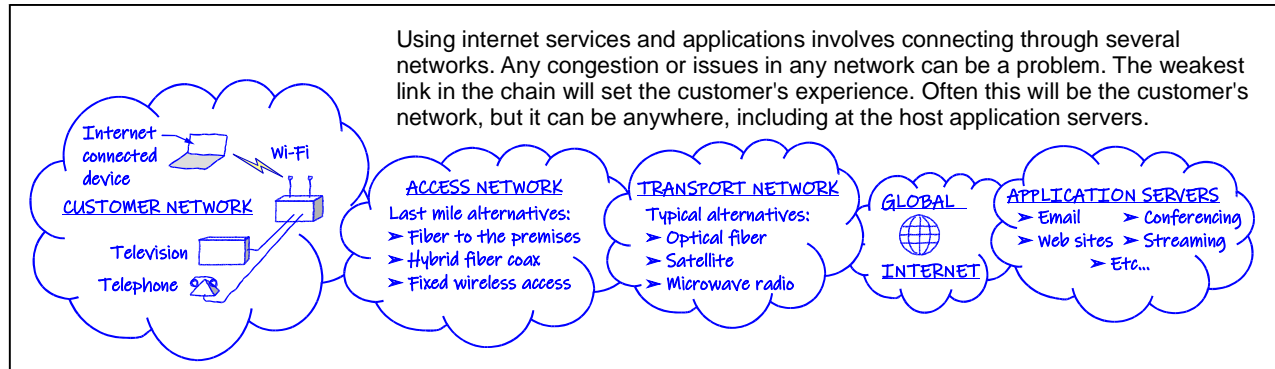 Using internet services and applications involves connecting through several
networks. Any congestion or issues in any network can be a problem. The weakest
link in the chain will set the customer's experience. Often this will be the customer's
network, but it can be anywhere, including at the host application servers.
Internet
connected
device
Wi-Fi
CUSTOMER NETWORK
Television
Telephone
ACCESS NETWORK
Last mile alternatives:
➢ Fiber to the premises
➢ Hybrid fiber coax
➢ Fixed wireless access
TRANSPORT NETWORK
Typical alternatives:
➢ Optical fiber
➢ Satellite
➢ Microwave radio
GLOBAL
INTERNET
APPLICATION SERVERS
➢ Email ➢ Conferencing
➢ Web sites ➢ Streaming
➢ Etc...